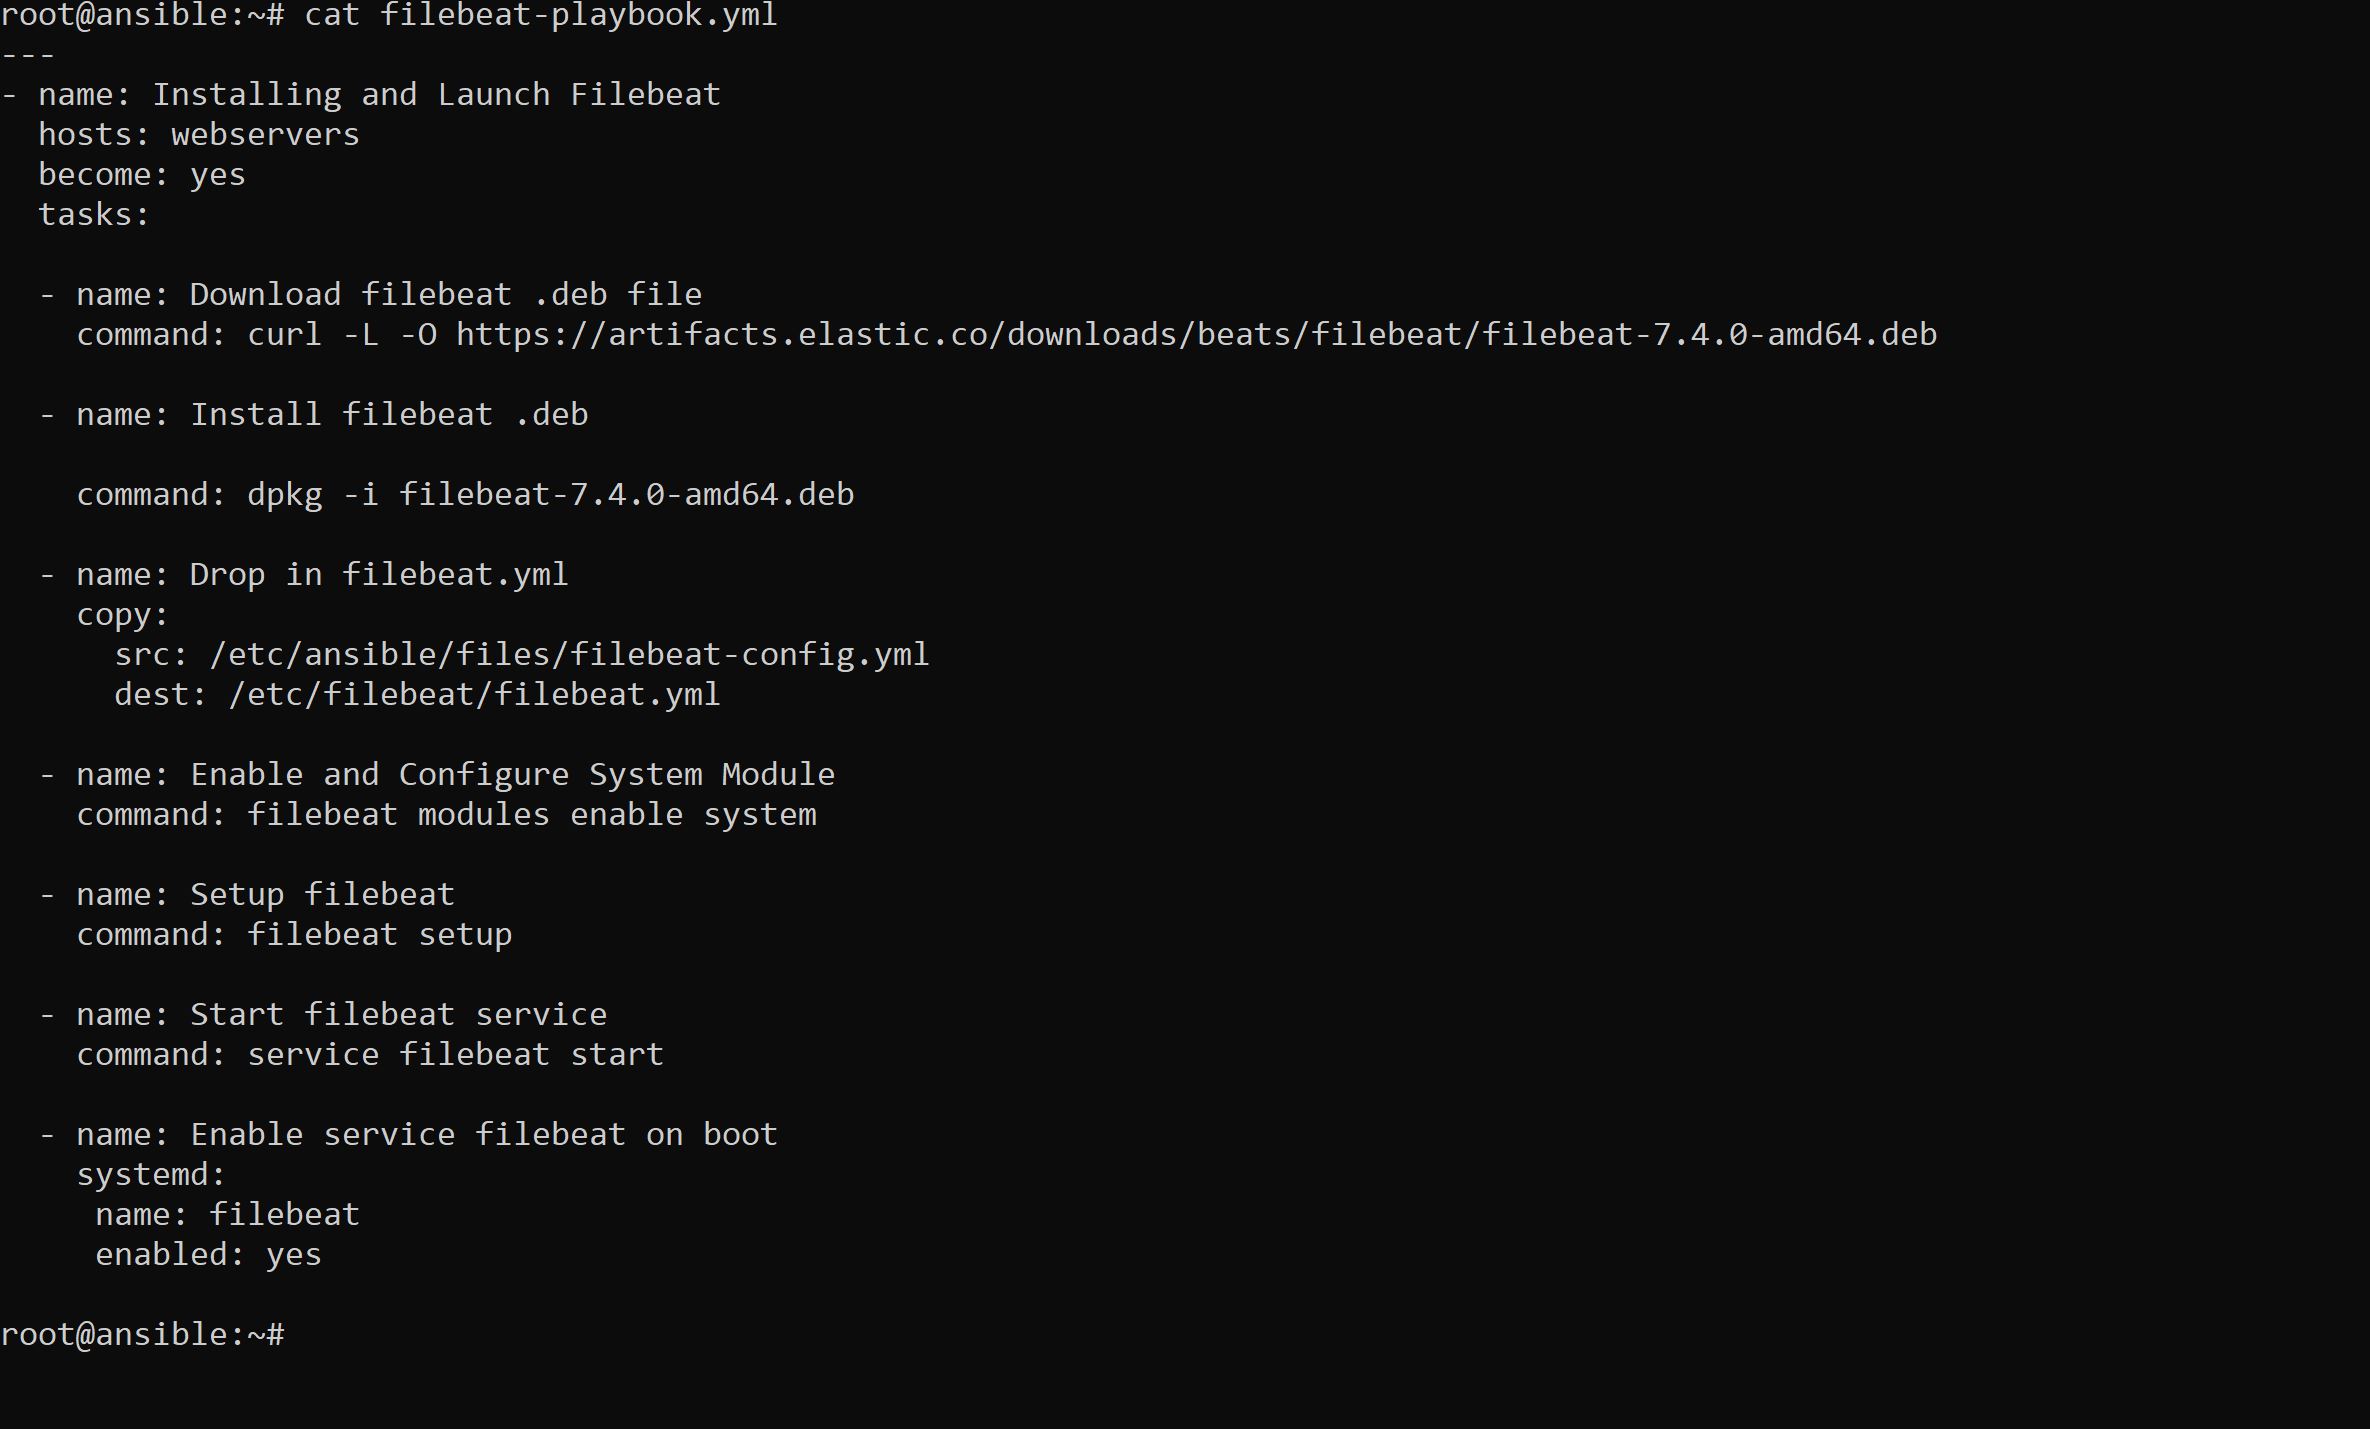 root@ansible:~# cat filebeat-playbook.yml
---
- name: Installing and Launch Filebeat
  hosts: webservers
  become: yes
  tasks:

  - name: Download filebeat .deb file
    command: curl -L -O https://artifacts.elastic.co/downloads/beats/filebeat/filebeat-7.4.0-amd64.deb

  - name: Install filebeat .deb

    command: dpkg -i filebeat-7.4.0-amd64.deb

  - name: Drop in filebeat.yml
    copy:
      src: /etc/ansible/files/filebeat-config.yml
      dest: /etc/filebeat/filebeat.yml

  - name: Enable and Configure System Module
    command: filebeat modules enable system

  - name: Setup filebeat
    command: filebeat setup

  - name: Start filebeat service
    command: service filebeat start

  - name: Enable service filebeat on boot
    systemd:
     name: filebeat
     enabled: yes

root@ansible:~#